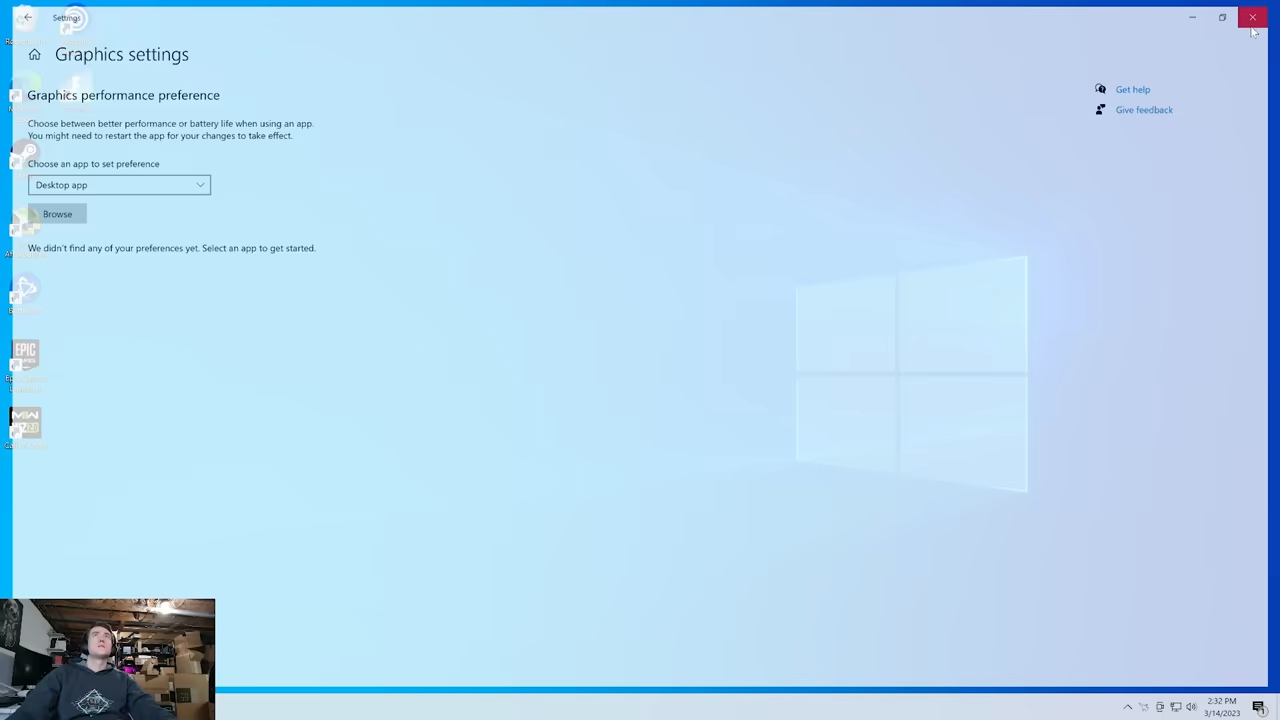 Settings
Graphics settings
Graphics performance preference
Choose between better performance or battery life when using an app.
You might need to restart the app for your changes to take effect.
Choose an app to set preference
Desktop app
Browse
We didn't find any of your preferences yet. Select an app to get started.
Get help
Give feedback
EPIC
MW
2:32 PM
3/14/2023